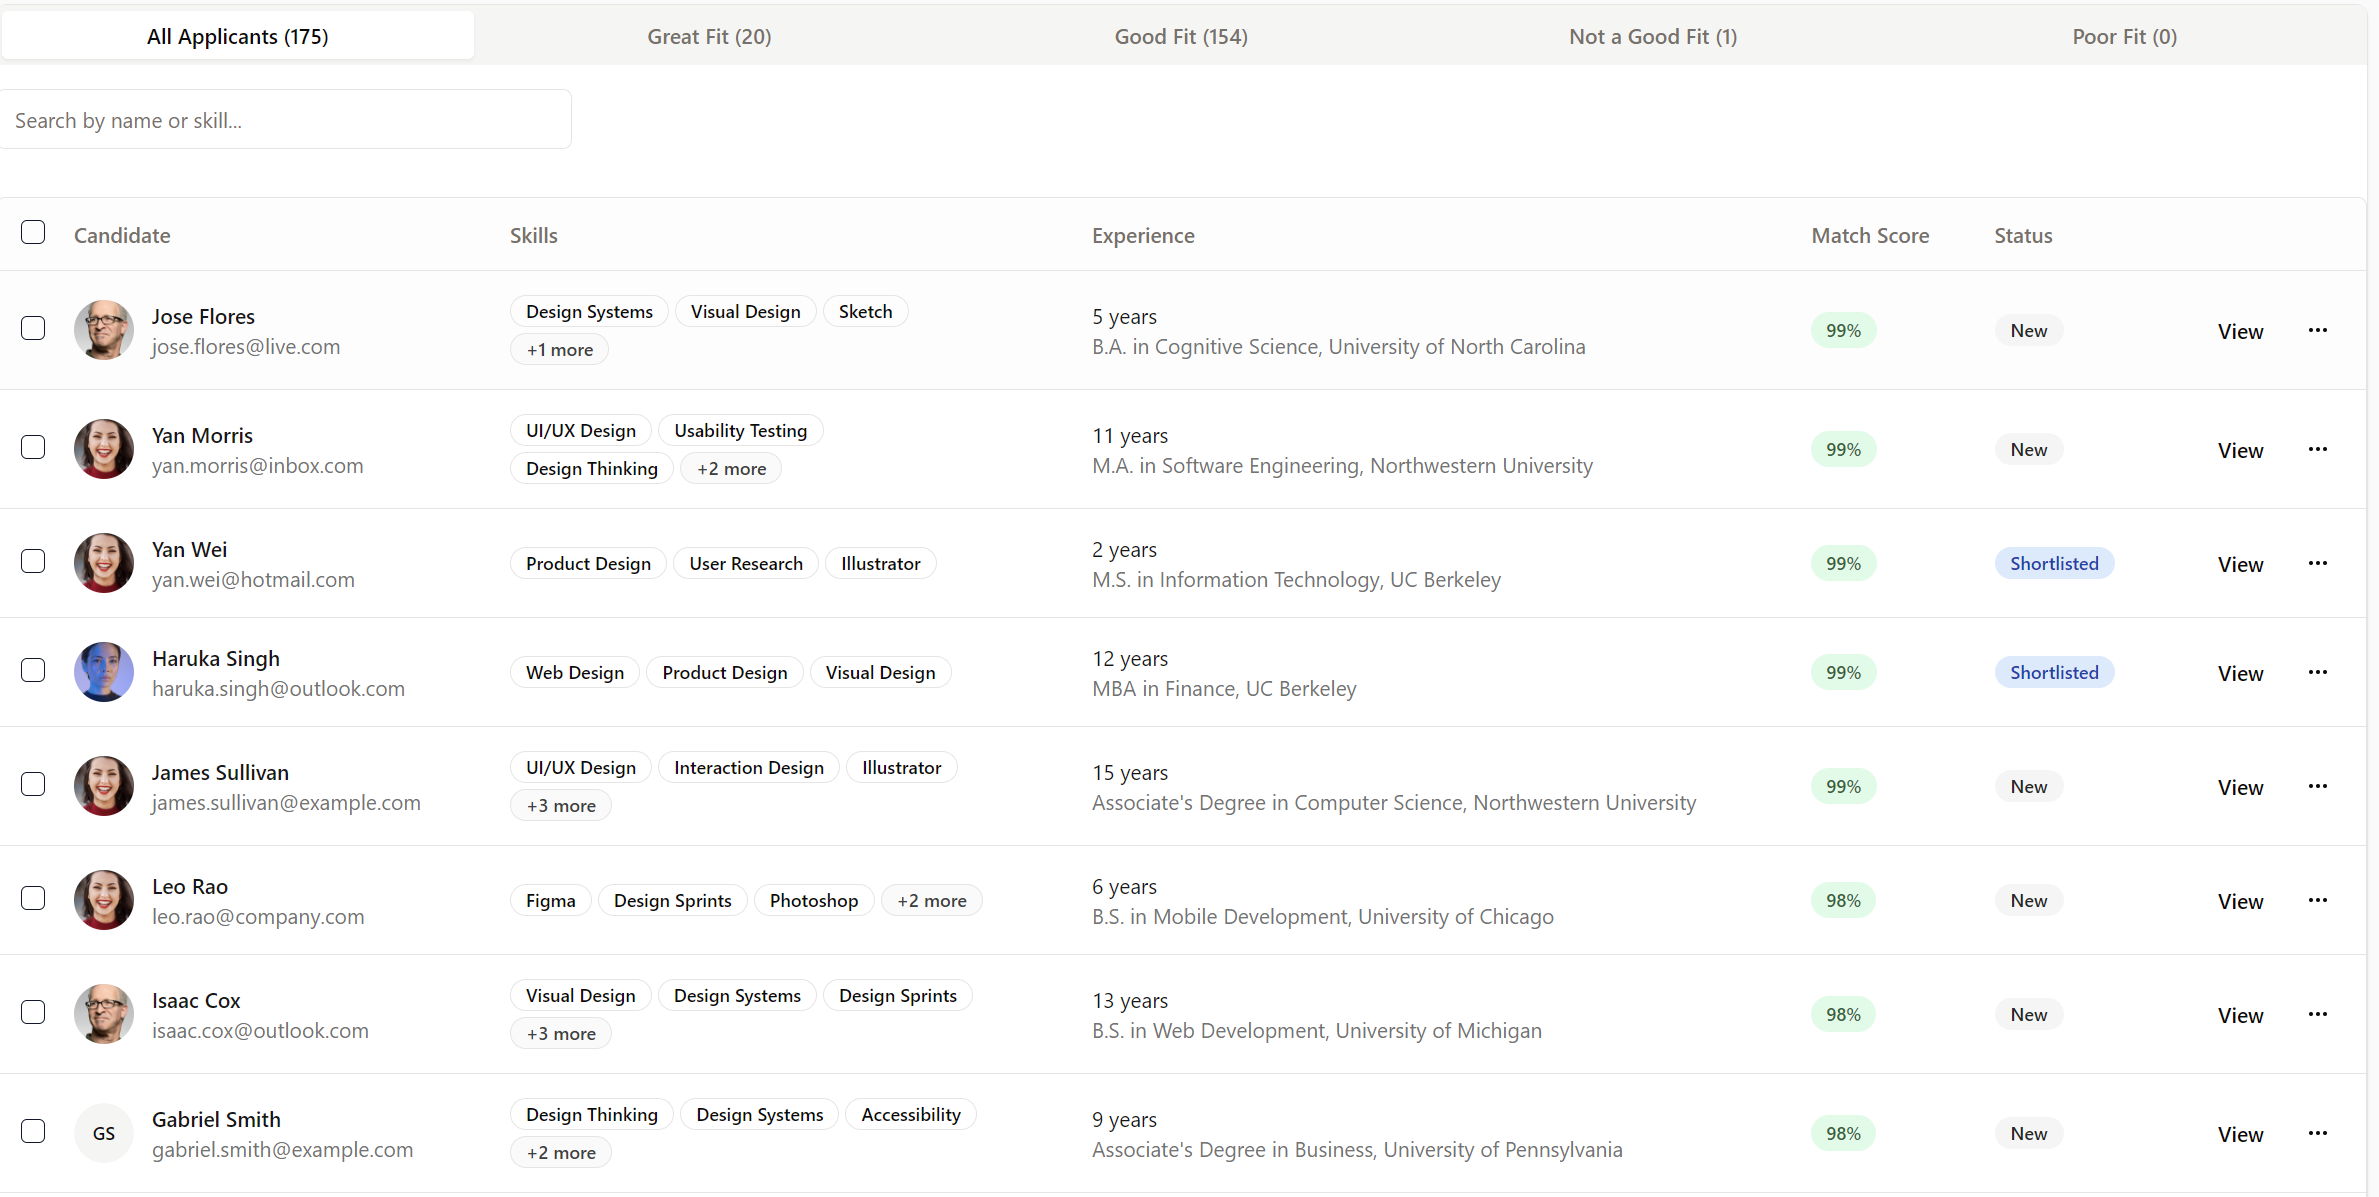 All Applicants (175) Great Fit (20) Good Fit (154) Not a Good Fit (1) Poor Fit (0)
Search by name or skill...
Candidate Skills Experience Match Score Status
Jose Flores
jose.flores@live.com
Design Systems Visual Design Sketch
+1 more
5 years
B.A. in Cognitive Science, University of North Carolina
99% New View
Yan Morris
yan.morris@inbox.com
UI/UX Design Usability Testing
Design Thinking +2 more
11 years
M.A. in Software Engineering, Northwestern University
99% New View
Yan Wei
yan.wei@hotmail.com
Product Design User Research Illustrator
2 years
M.S. in Information Technology, UC Berkeley
99% Shortlisted View
Haruka Singh
haruka.singh@outlook.com
Web Design Product Design Visual Design
12 years
MBA in Finance, UC Berkeley
99% Shortlisted View
James Sullivan
james.sullivan@example.com
UI/UX Design Interaction Design Illustrator
+3 more
15 years
Associate's Degree in Computer Science, Northwestern University
99% New View
Leo Rao
leo.rao@company.com
Figma Design Sprints Photoshop +2 more
6 years
B.S. in Mobile Development, University of Chicago
98% New View
Isaac Cox
isaac.cox@outlook.com
Visual Design Design Systems Design Sprints
+3 more
13 years
B.S. in Web Development, University of Michigan
98% New View
GS
Gabriel Smith
gabriel.smith@example.com
Design Thinking Design Systems Accessibility
+2 more
9 years
Associate's Degree in Business, University of Pennsylvania
98% New View